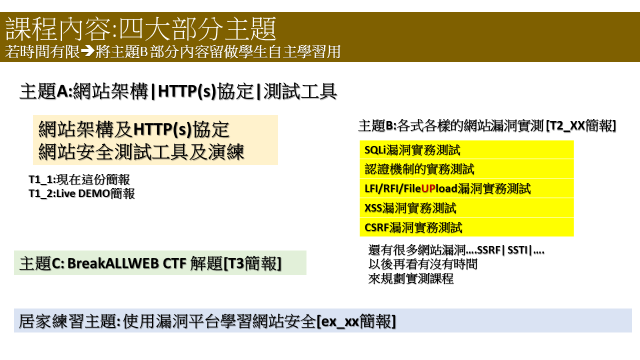 課程內容:四大部分主題
若時間有限➔將主題B部分內容留做學生自主學習用
主題A:網站架構|HTTP(s)協定|測試工具
網站架構及HTTP(s)協定
網站安全測試工具及演練
T1_1:現在這份簡報
T1_2:Live DEMO簡報
主題B:各式各樣的網站漏洞實測[T2_XX簡報]
SQLi漏洞實務測試
認證機制的實務測試
LFI/RFI/FileUPload漏洞實務測試
XSS漏洞實務測試
CSRF漏洞實務測試
還有很多網站漏洞....SSRF| SSTI|....
以後再看有沒有時間
來規劃實測課程
主題C: BreakALLWEB CTF 解題[T3簡報]
居家練習主題:使用漏洞平台學習網站安全[ex_xx簡報]